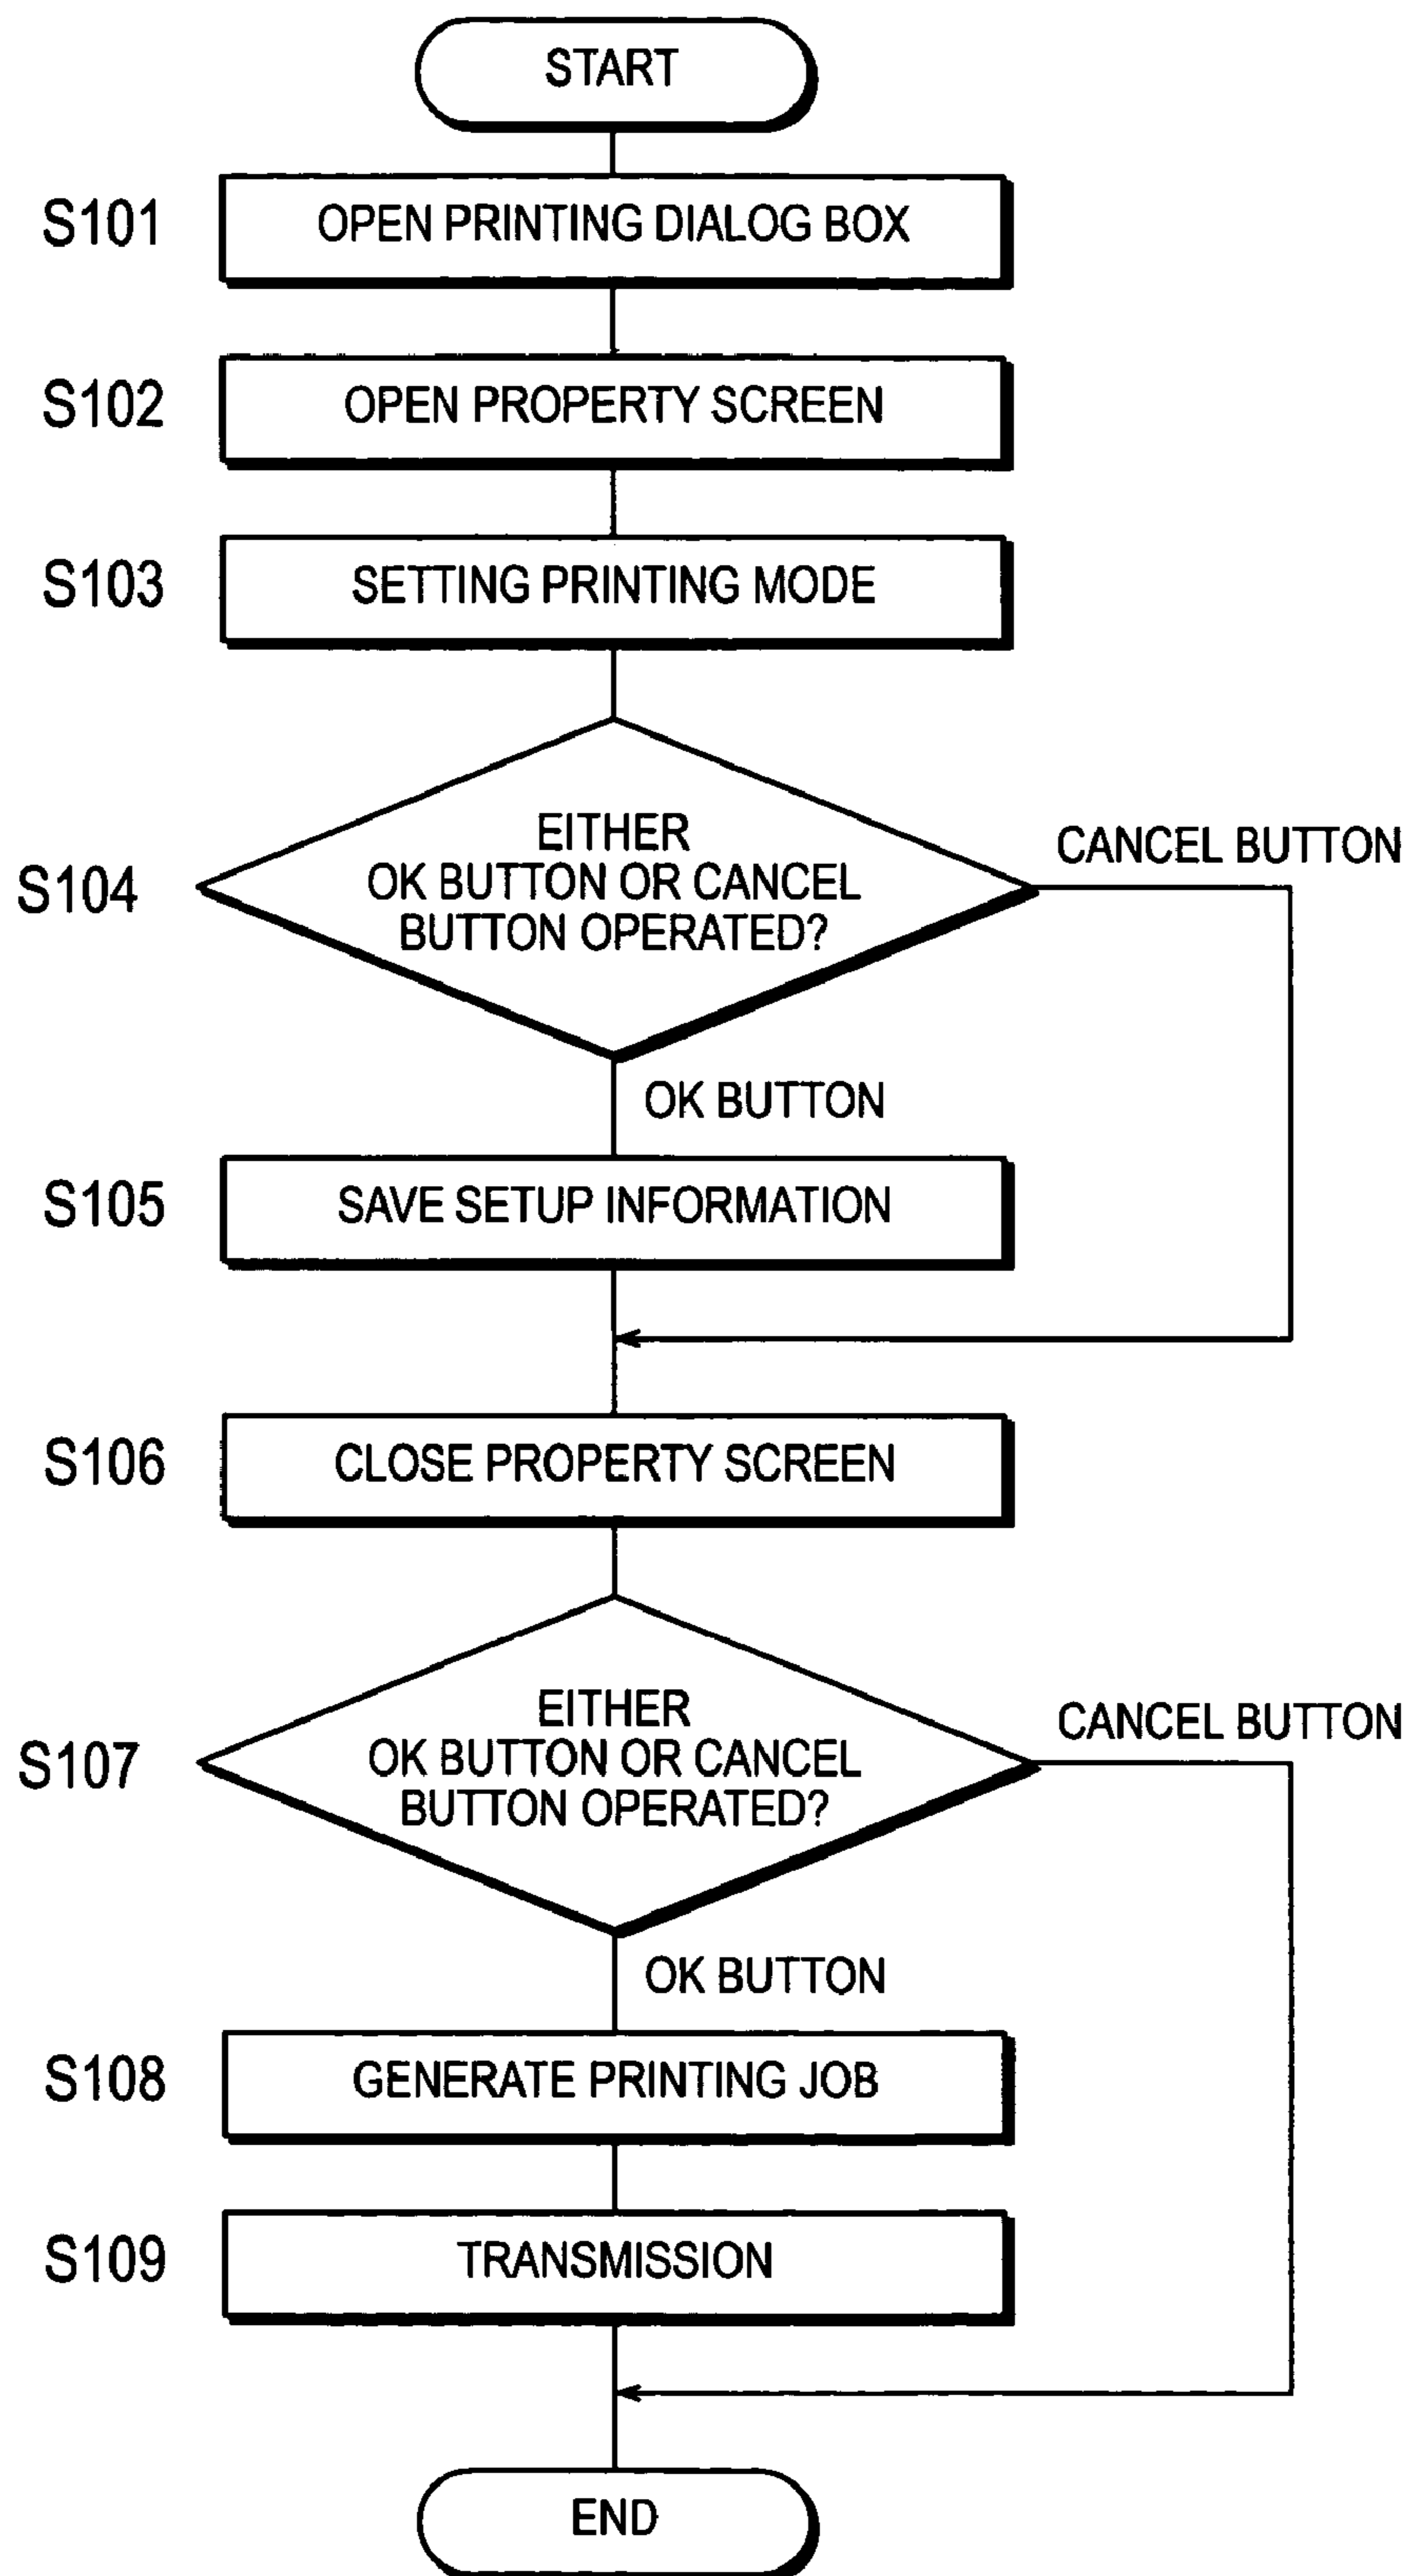 START
S101
OPEN PRINTING DIALOG BOX
S102
OPEN PROPERTY SCREEN
S103
SETTING PRINTING MODE
S104
EITHER
OK BUTTON OR CANCEL
BUTTON OPERATED?
CANCEL BUTTON
OK BUTTON
S105
SAVE SETUP INFORMATION
S106
CLOSE PROPERTY SCREEN
S107
EITHER
OK BUTTON OR CANCEL
BUTTON OPERATED?
CANCEL BUTTON
OK BUTTON
S108
GENERATE PRINTING JOB
S109
TRANSMISSION
END